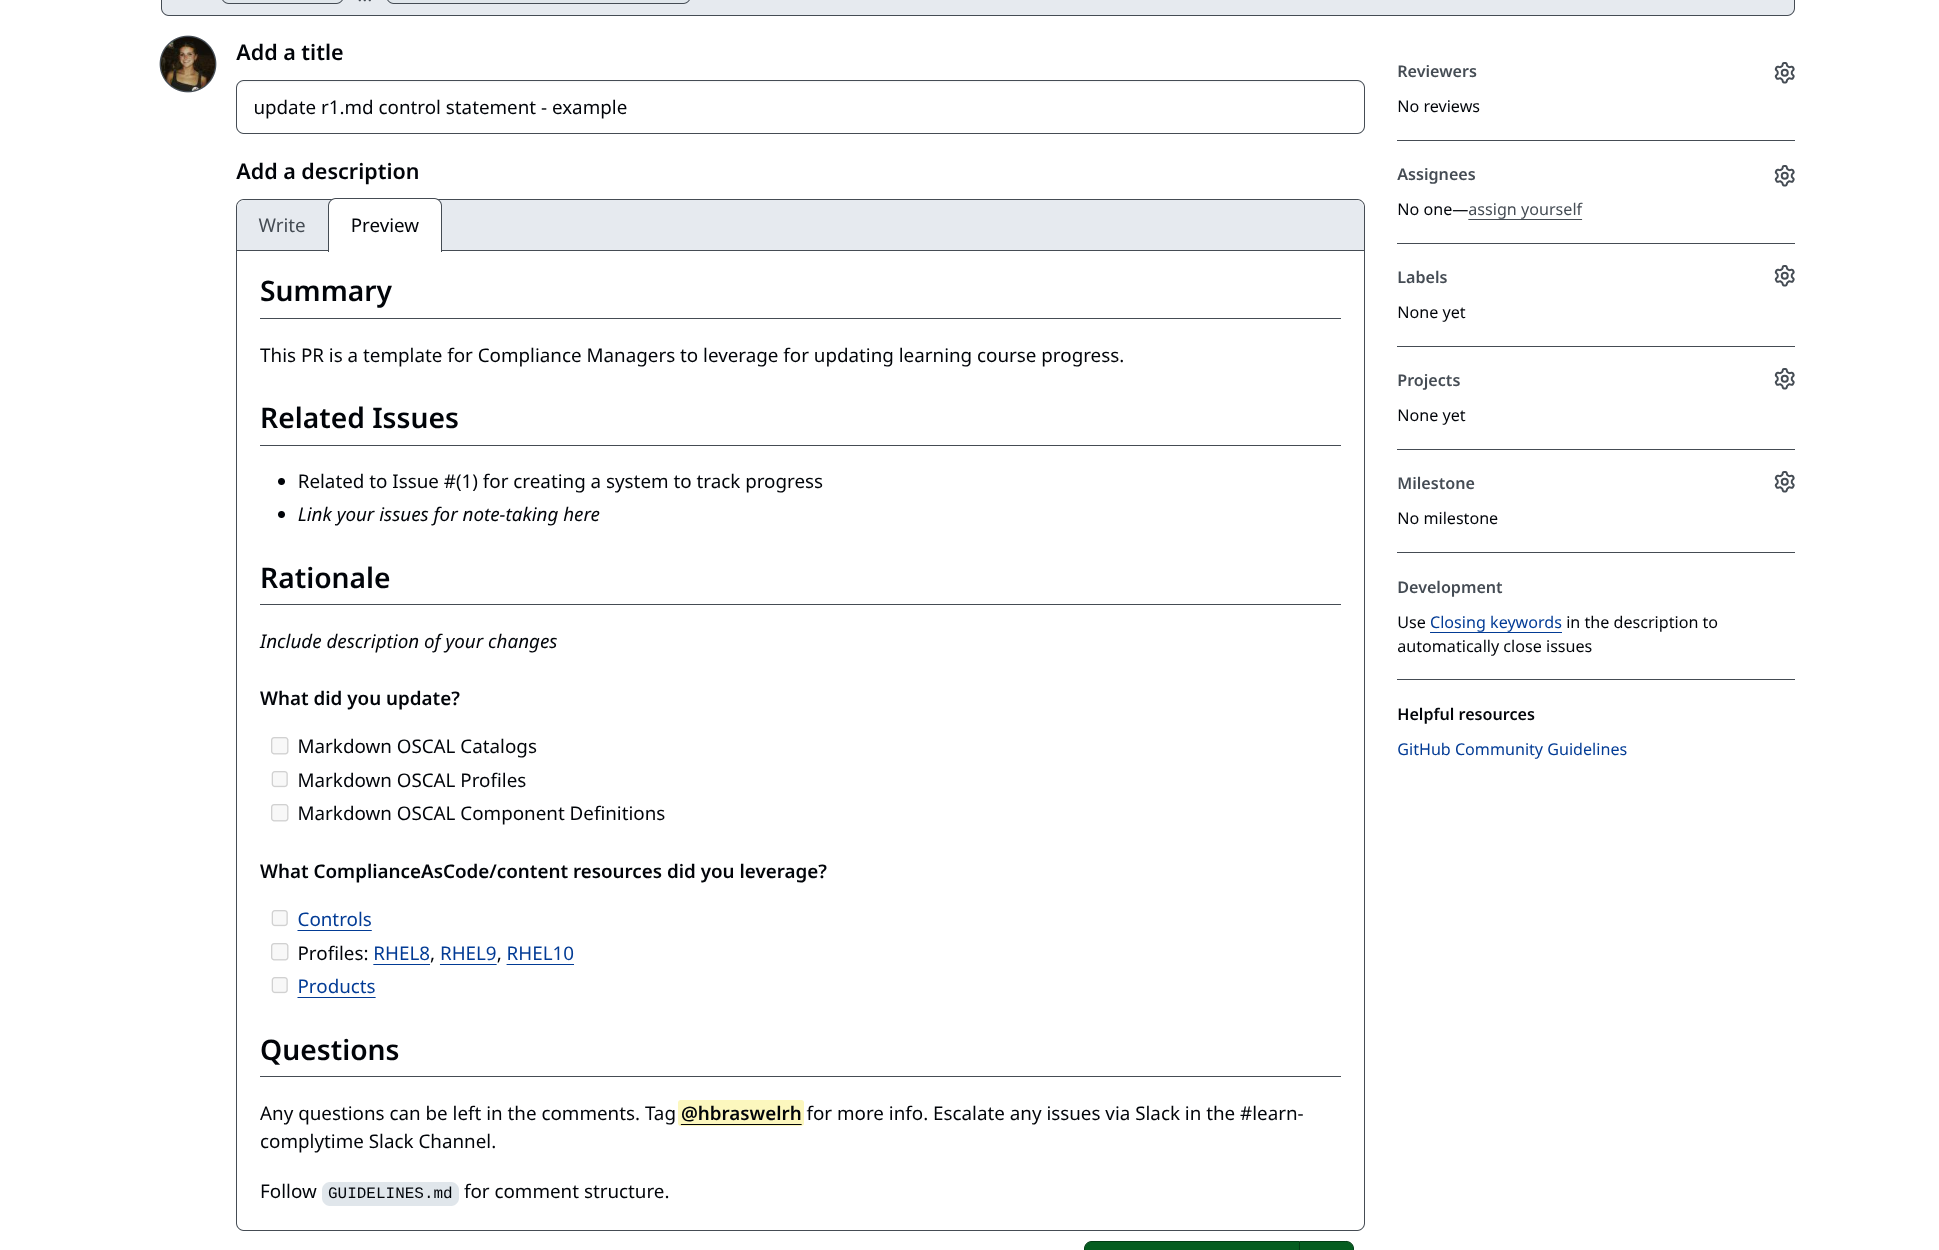 Add a title
update r1.md control statement - example
Add a description
Write
Preview
Summary
This PR is a template for Compliance Managers to leverage for updating learning course progress.
Related Issues
Related to Issue #(1) for creating a system to track progress
Link your issues for note-taking here
Rationale
Include description of your changes
What did you update?
Markdown OSCAL Catalogs
Markdown OSCAL Profiles
Markdown OSCAL Component Definitions
What ComplianceAsCode/content resources did you leverage?
Controls
Profiles: RHEL8, RHEL9, RHEL10
Products
Questions
Any questions can be left in the comments. Tag @hbraswelrh for more info. Escalate any issues via Slack in the #learn-
complytime Slack Channel.
Follow GUIDELINES.md for comment structure.
Reviewers
No reviews
Assignees
No one—assign yourself
Labels
None yet
Projects
None yet
Milestone
No milestone
Development
Use Closing keywords in the description to
automatically close issues
Helpful resources
GitHub Community Guidelines